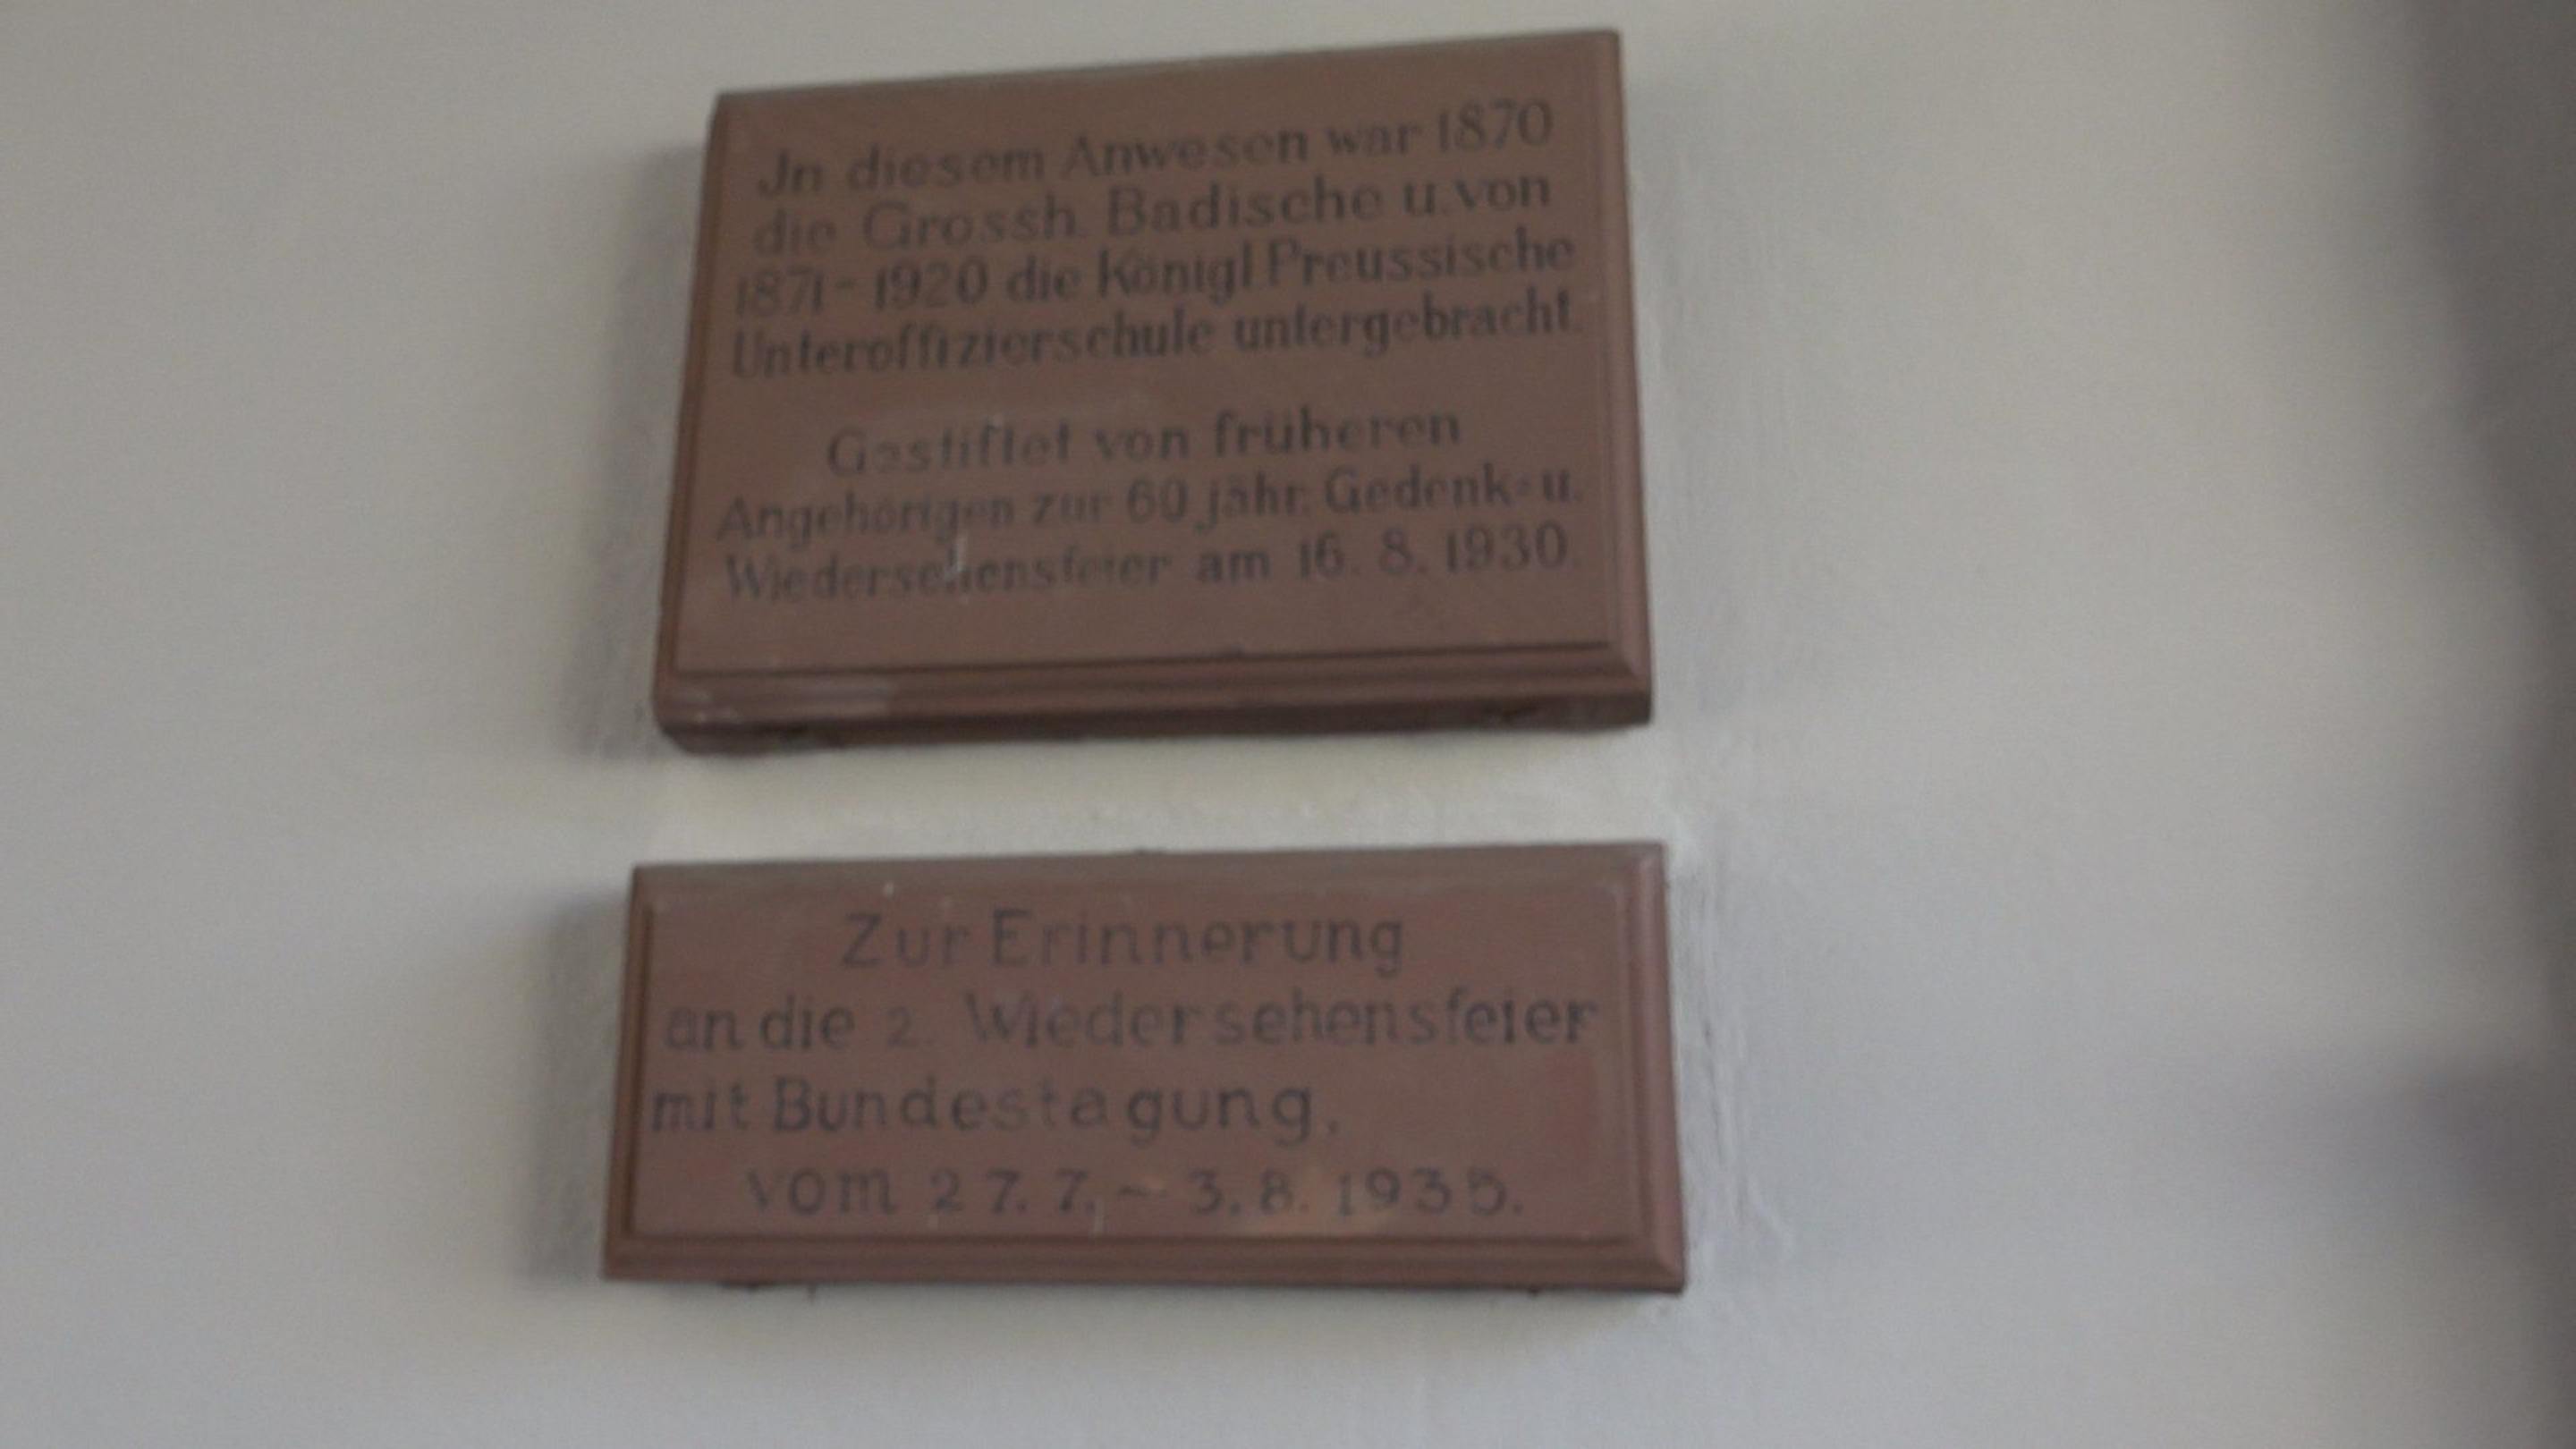 Jn diesem Anwesen war 1870
die Grossh. Badische u. von
1871-1920 die Königl. Preussische
Unteroffizierschule untergebracht.
Gestiftet von früheren
Angehörigen zur 60 jähr. Gedenk= u.
Wiedersehensfeier am 16. 8. 1930.
Zur Erinnerung
an die 2. Wiedersehensfeier
mit Bundestagung,
vom 27. 7. - 3. 8. 1935.